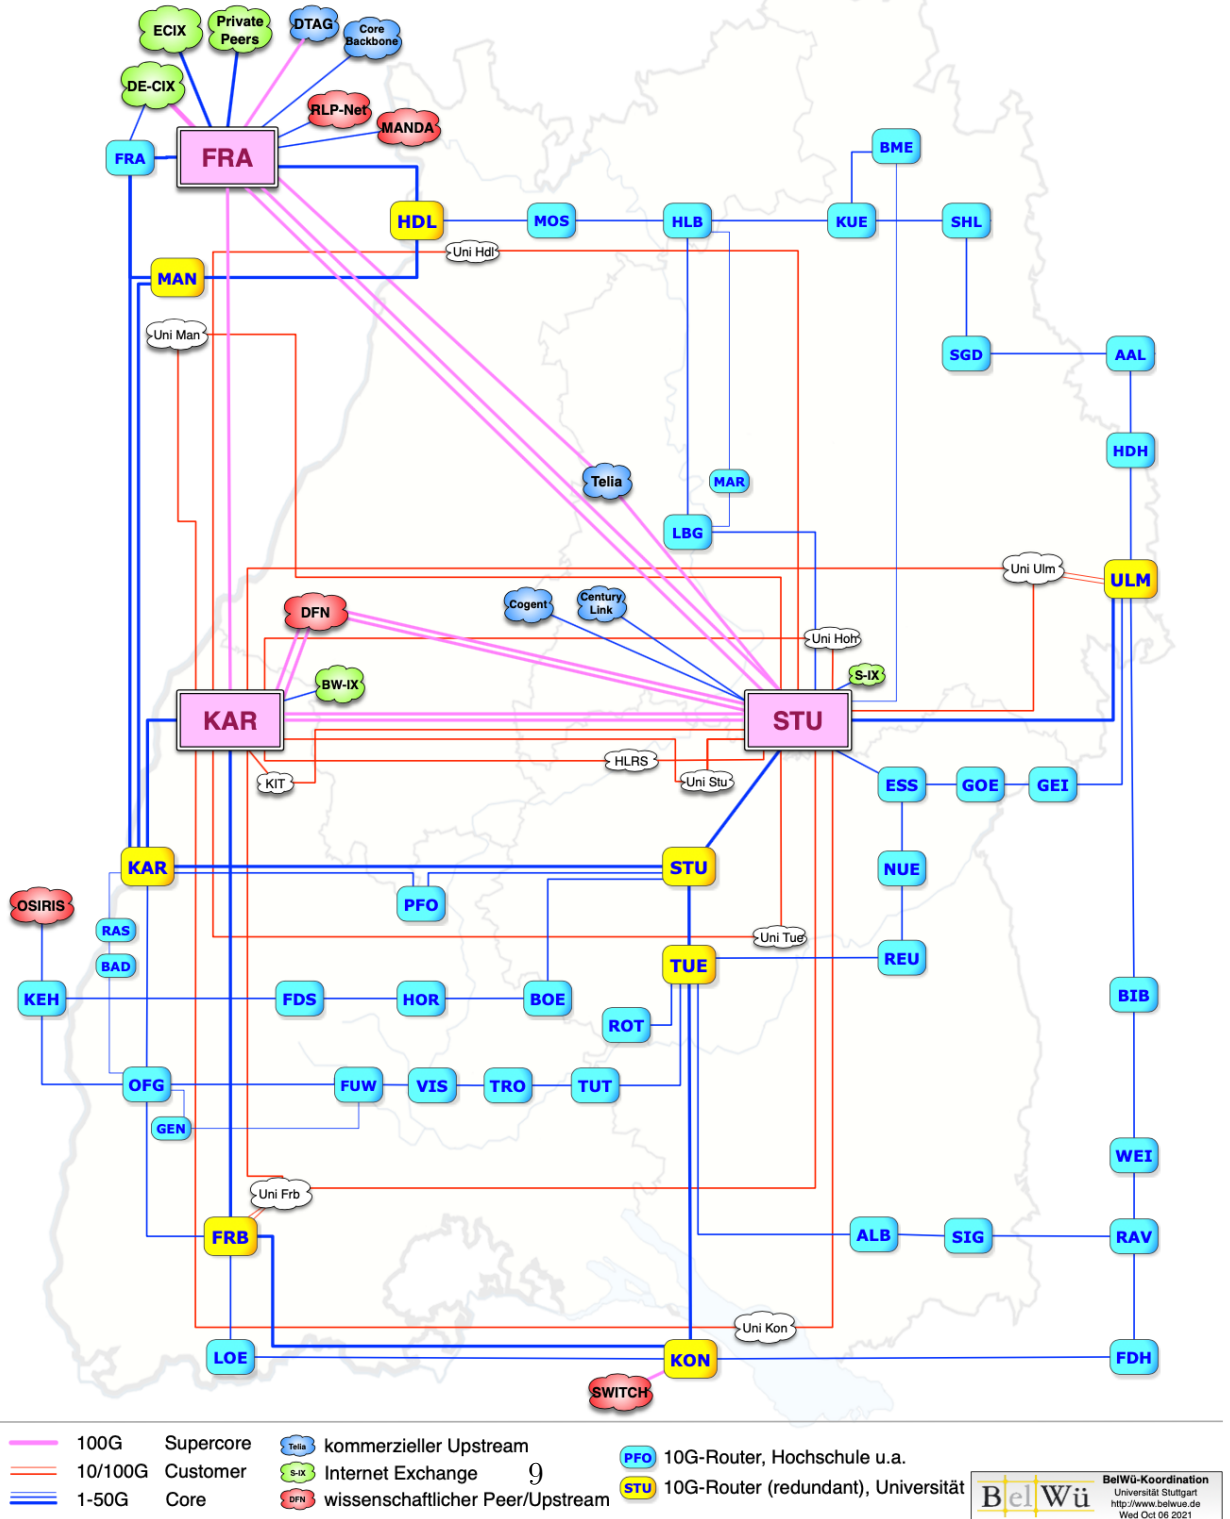 ECIX
Private
Peers
DTAG
Core
Backbone
DE-CIX
RLP-Net
MANDA
FRA
FRA
BME
HDL
MOS
HLB
KUE
SHL
Uni Hdl
MAN
Uni Man
SGD
AAL
HDH
Telia
MAR
LBG
Uni Ulm
ULM
DFN
Cogent
Century
Link
Uni Hoh
BW-IX
S-IX
KAR
STU
HLRS
KIT
Uni Stu
ESS
GOE
GEI
KAR
STU
NUE
PFO
OSIRIS
RAS
Uni Tue
BAD
TUE
REU
KEH
FDS
HOR
BOE
BIB
ROT
OFG
FUW
VIS
TRO
TUT
GEN
WEI
Uni Frb
FRB
ALB
SIG
RAV
Uni Kon
LOE
KON
FDH
SWITCH
100G Supercore
10/100G Customer
1-50G Core
Telia kommerzieller Upstream
S-IX Internet Exchange
DFN wissenschaftlicher Peer/Upstream
9
PFO 10G-Router, Hochschule u.a.
STU 10G-Router (redundant), Universität
BelWü
BelWü-Koordination
Universität Stuttgart
http://www.belwue.de
Wed Oct 06 2021